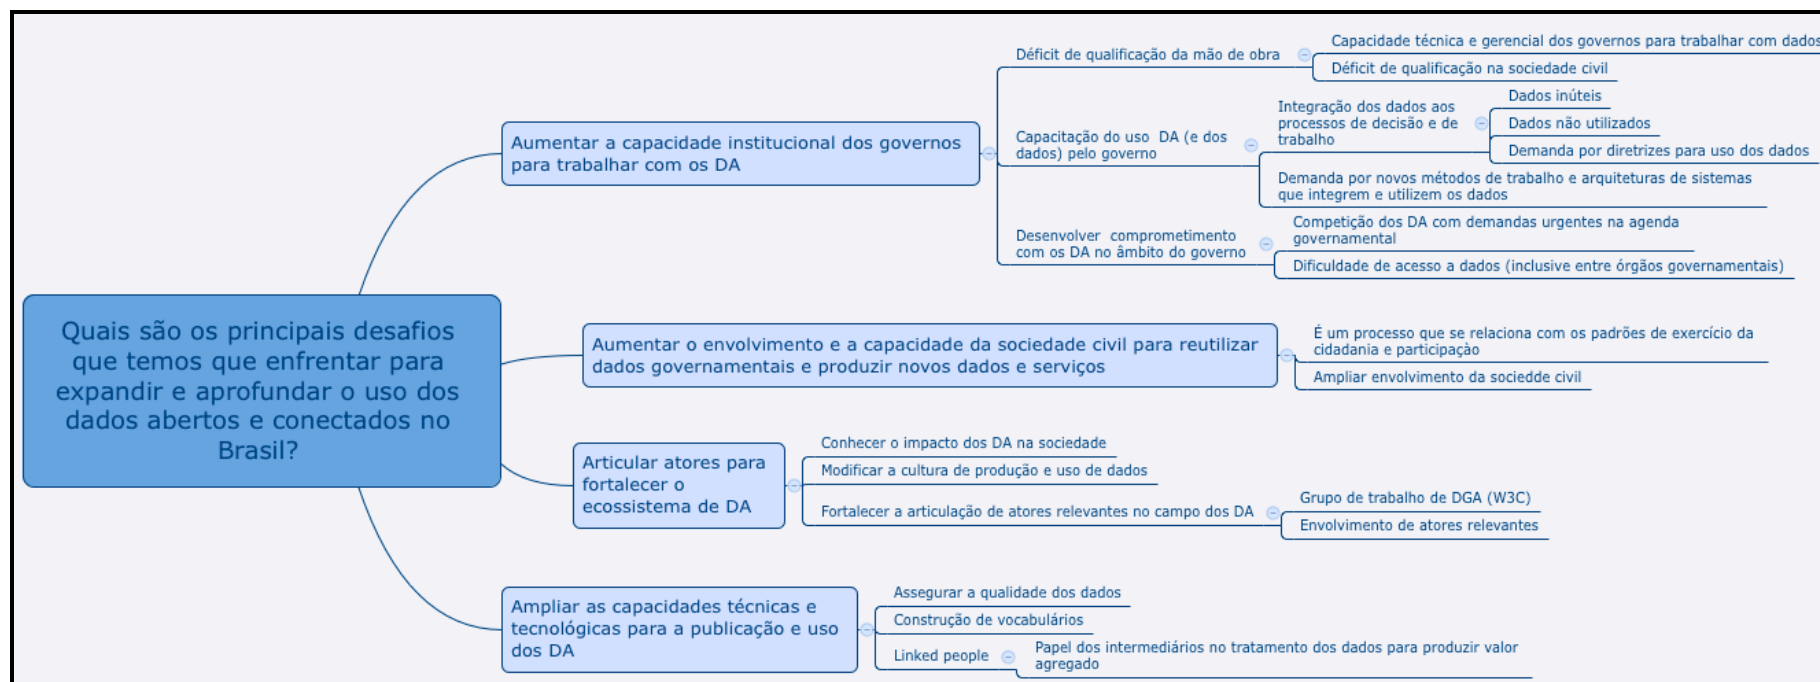 Quais são os principais desafios
que temos que enfrentar para
expandir e aprofundar o uso dos
dados abertos e conectados no
Brasil?
Aumentar a capacidade institucional dos governos
para trabalhar com os DA
Déficit de qualificação da mão de obra
Capacidade técnica e gerencial dos governos para trabalhar com dados
Déficit de qualificação na sociedade civil
Capacitação do uso DA (e dos
dados) pelo governo
Integração dos dados aos
processos de decisão e de
trabalho
Dados inúteis
Dados não utilizados
Demanda por diretrizes para uso dos dados
Demanda por novos métodos de trabalho e arquiteturas de sistemas
que integrem e utilizem os dados
Desenvolver comprometimento
com os DA no âmbito do governo
Competição dos DA com demandas urgentes na agenda
governamental
Dificuldade de acesso a dados (inclusive entre órgãos governamentais)
Aumentar o envolvimento e a capacidade da sociedade civil para reutilizar
dados governamentais e produzir novos dados e serviços
É um processo que se relaciona com os padrões de exercício da
cidadania e participaçào
Ampliar envolvimento da sociedde civil
Articular atores para
fortalecer o
ecossistema de DA
Conhecer o impacto dos DA na sociedade
Modificar a cultura de produção e uso de dados
Fortalecer a articulação de atores relevantes no campo dos DA
Grupo de trabalho de DGA (W3C)
Envolvimento de atores relevantes
Ampliar as capacidades técnicas e
tecnológicas para a publicação e uso
dos DA
Assegurar a qualidade dos dados
Construção de vocabulários
Linked people
Papel dos intermediários no tratamento dos dados para produzir valor
agregado